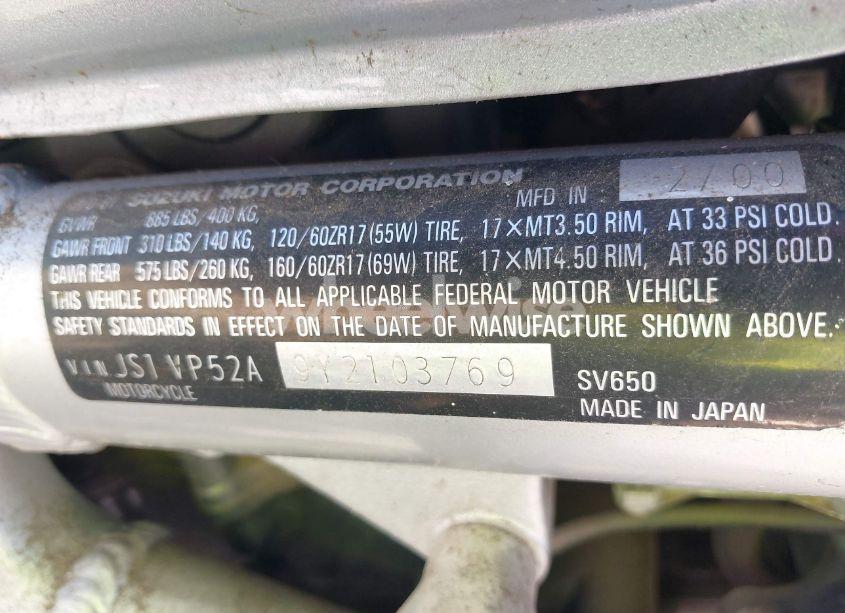 SUZUKI MOTOR CORPORATION MFD IN 2/00
GVWR 885 LBS/400 KG,
GAWR FRONT 310 LBS/140 KG, 120/60ZR17(55W) TIRE, 17×MT3.50 RIM, AT 33 PSI COLD.
GAWR REAR 575 LBS/260 KG, 160/60ZR17(69W) TIRE, 17×MT4.50 RIM, AT 36 PSI COLD.
THIS VEHICLE CONFORMS TO ALL APPLICABLE FEDERAL MOTOR VEHICLE
SAFETY STANDARDS IN EFFECT ON THE DATE OF MANUFACTURE SHOWN ABOVE.
VIN JS1VP52A 9Y2103769 SV650
MOTORCYCLE MADE IN JAPAN